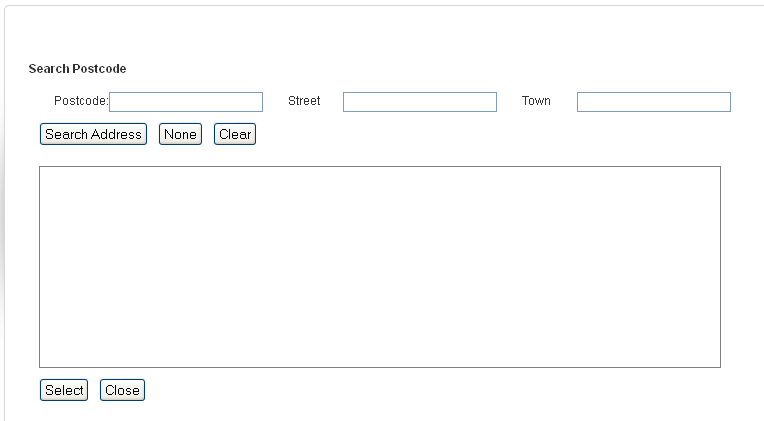 Search Postcode
Postcode: Street Town
Search Address None Clear
Select Close